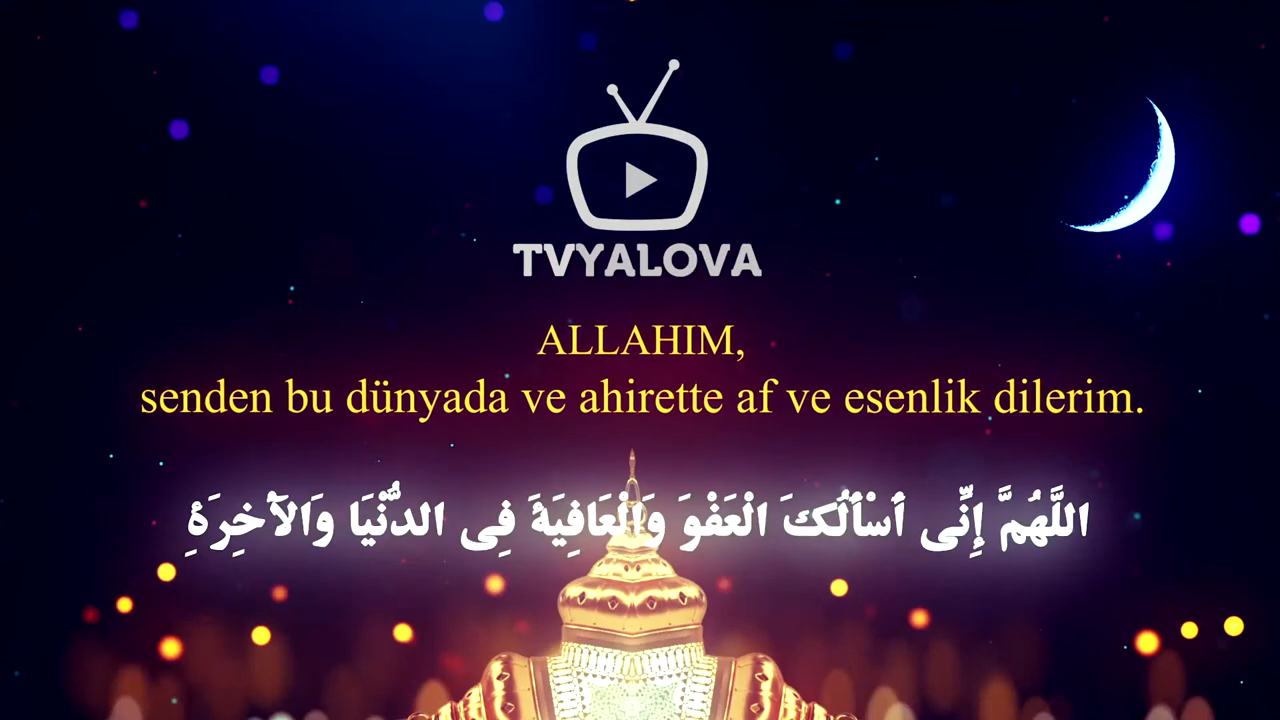 TVYALOVA
ALLAHIM,
senden bu dünyada ve ahirette af ve esenlik dilerim.
اللَّهُمَّ إِنِّى أَسْأَلُكَ الْعَفْوَ وَالْعَافِيَةَ فِى الدُّنْيَا وَالْآخِرَةِ